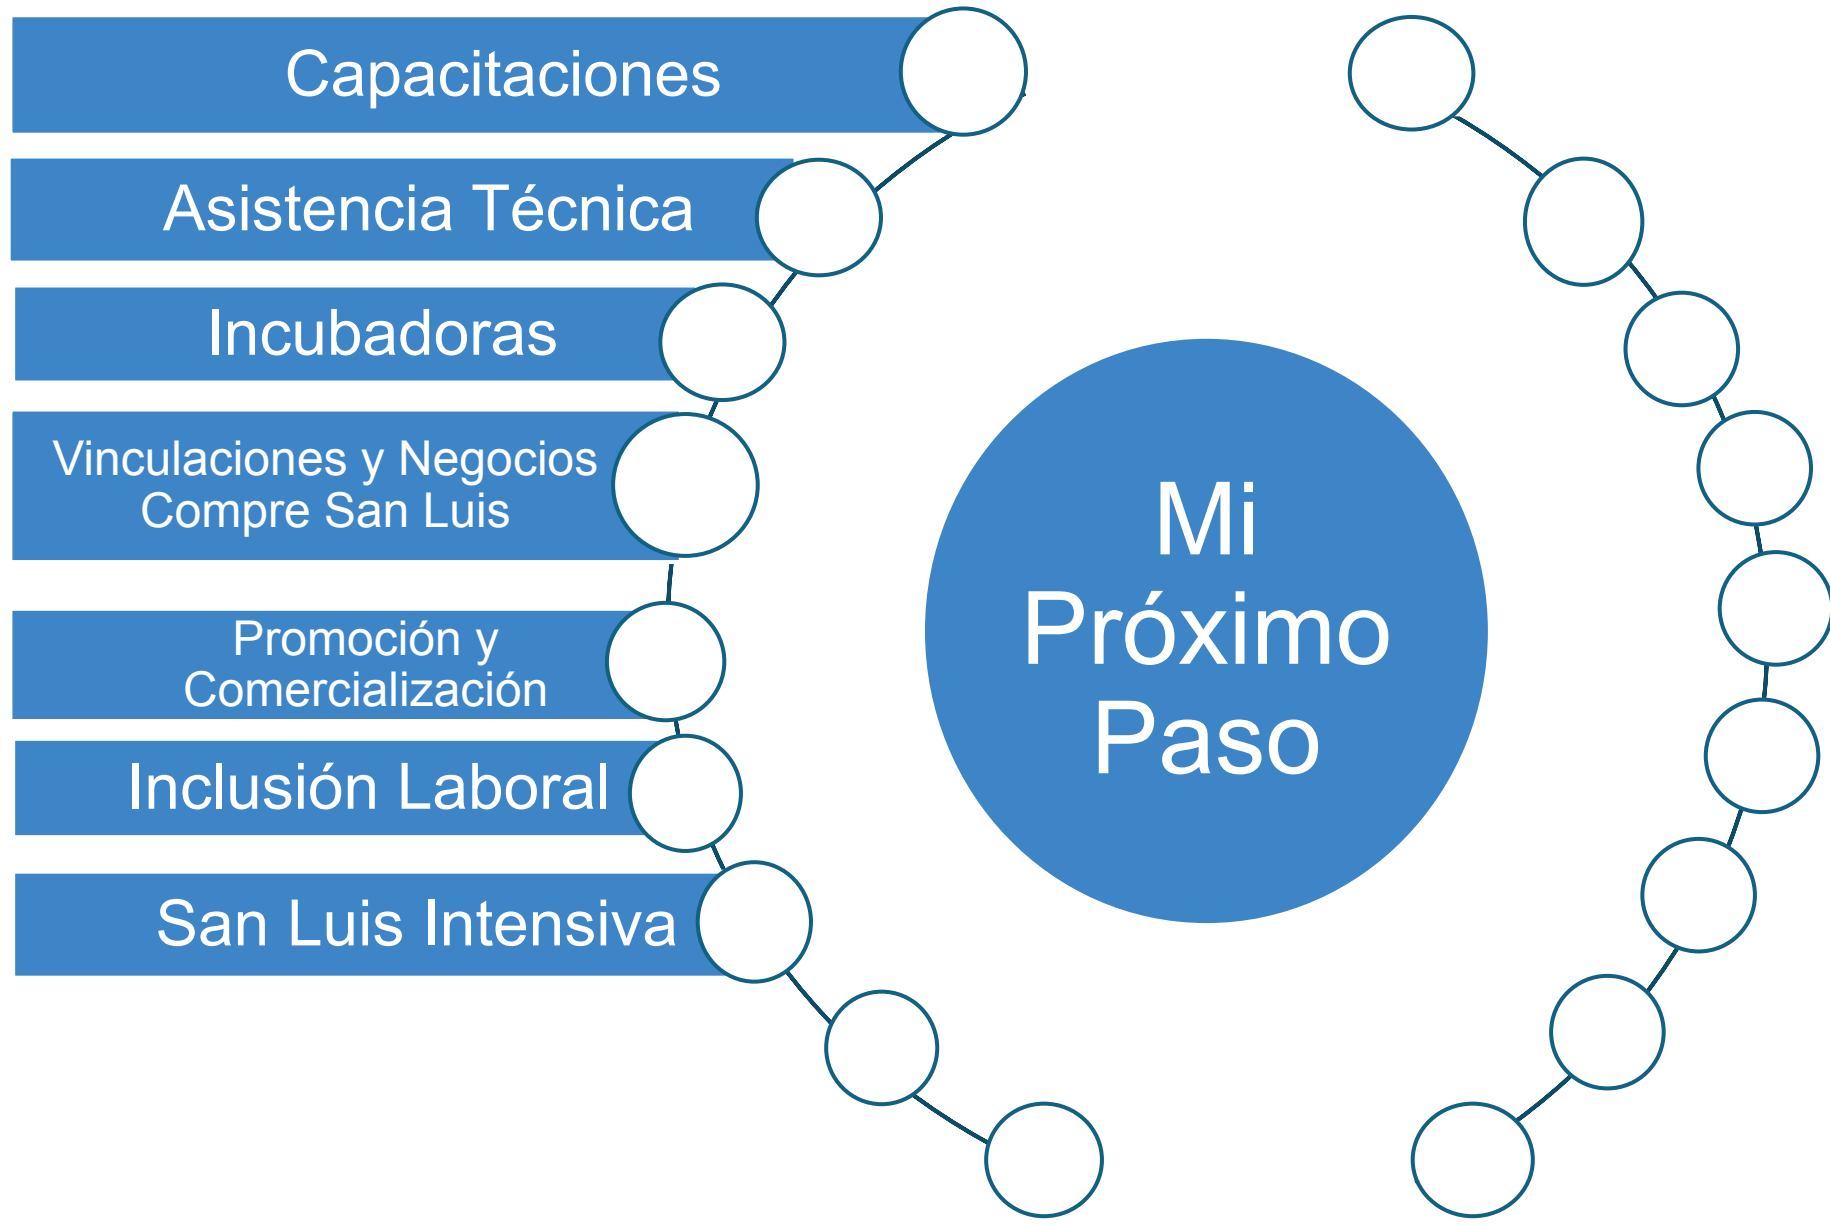 Capacitaciones
Asistencia Técnica
Incubadoras
Vinculaciones y Negocios
Compre San Luis
Promoción y
Comercialización
Inclusión Laboral
San Luis Intensiva
Mi
Próximo
Paso